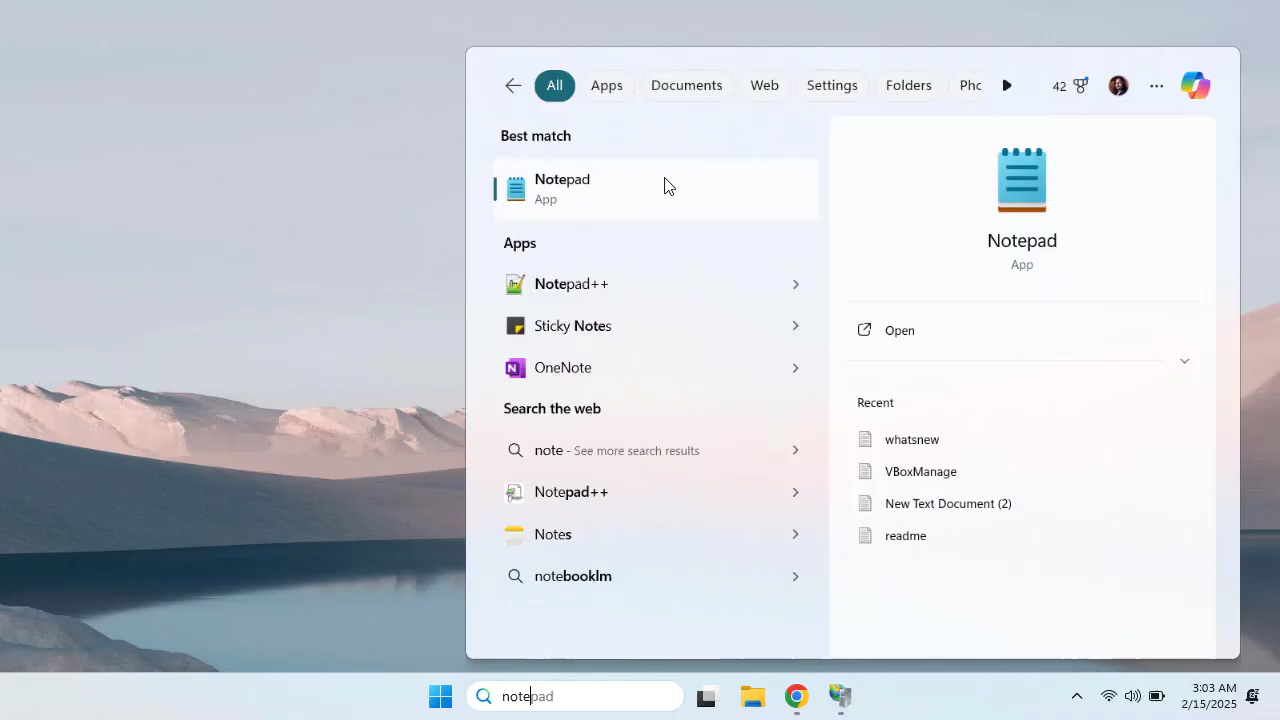 All Apps Documents Web Settings Folders Phc 42
Best match
Notepad
App
Apps
Notepad++
Sticky Notes
OneNote
Search the web
note - See more search results
Notepad++
Notes
notebooklm
Notepad
App
Open
Recent
whatsnew
VBoxManage
New Text Document (2)
readme
notepad
3:03 AM
2/15/2025